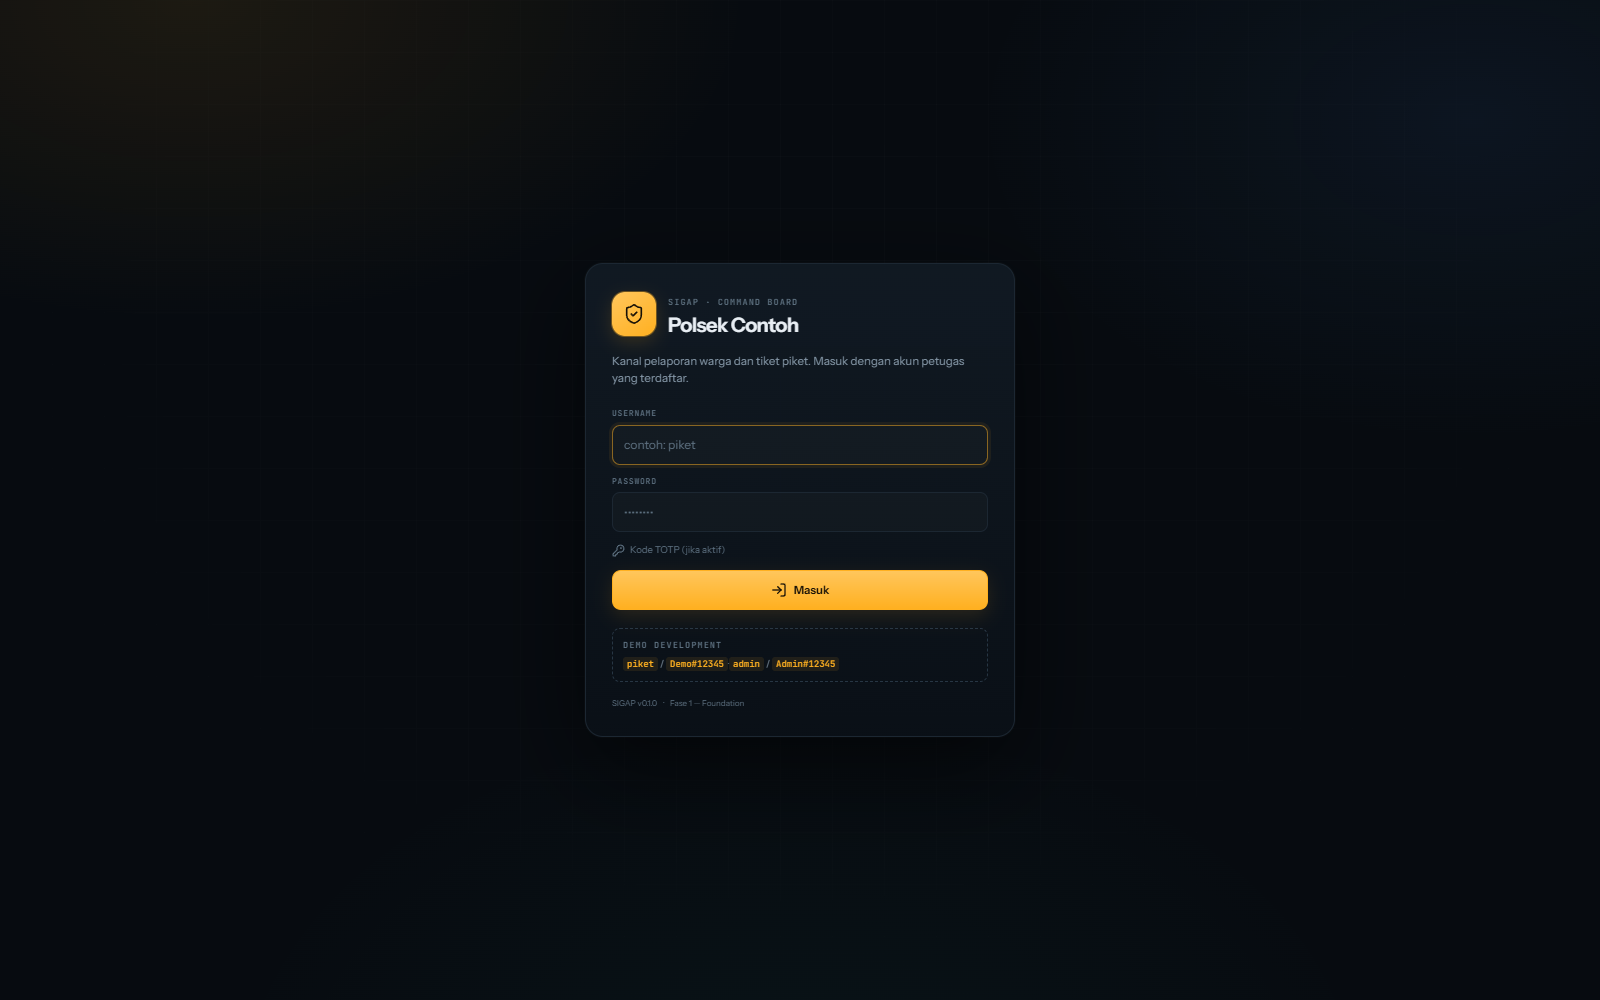 SIGAP · COMMAND BOARD
Polsek Contoh
Kanal pelaporan warga dan tiket piket. Masuk dengan akun petugas
yang terdaftar.
USERNAME
contoh: piket
PASSWORD
••••••••
Kode TOTP (jika aktif)
Masuk
DEMO DEVELOPMENT
piket / Demo#12345 admin / Admin#12345
SIGAP v0.1.0 · Fase 1 — Foundation